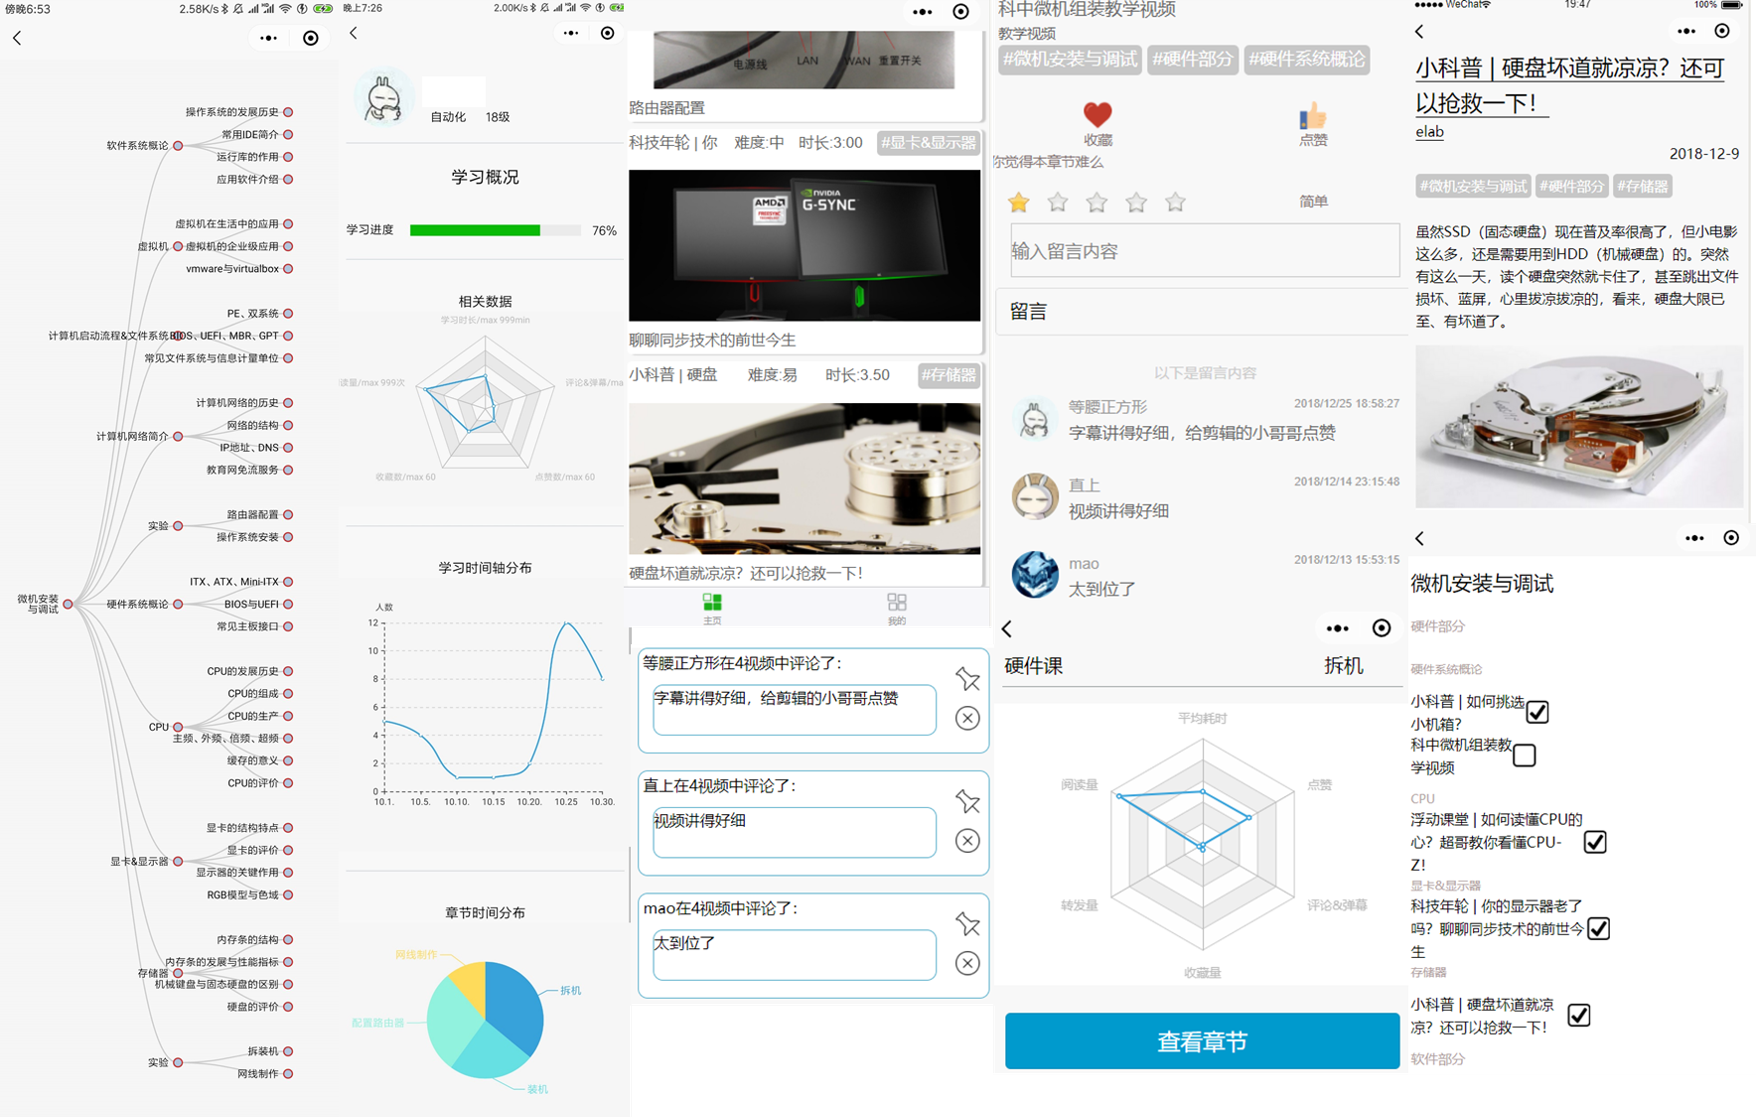 傍晚6:53
2.58K/s
操作系统的发展历史
常用IDE简介
软件系统概论
运行库的作用
应用软件介绍
虚拟机在生活中的应用
虚拟机
虚拟机的企业级应用
vmware与virtualbox
PE、双系统
计算机启动流程&文件系统
BIOS、UEFI、MBR、GPT
常见文件系统与信息计量单位
计算机网络的历史
网络的结构
计算机网络简介
IP地址、DNS
教育网免流服务
路由器配置
实验
操作系统安装
ITX、ATX、Mini-ITX
微机安装
与调试
硬件系统概论
BIOS与UEFI
常见主板接口
CPU的发展历史
CPU的组成
CPU的生产
CPU
主频、外频、倍频、超频
缓存的意义
CPU的评价
显卡的结构特点
显卡的评价
显卡&显示器
显示器的关键作用
RGB模型与色域
内存条的结构
内存条的发展与性能指标
存储器
机械键盘与固态硬盘的区别
硬盘的评价
拆装机
实验
网线制作
晚上7:26
2.00K/s
自动化 18级
学习概况
学习进度 76%
相关数据
学习时长/max 999min
读量/max 999次
评论&弹幕/ma
收藏数/max 60
点赞数/max 60
学习时间轴分布
人数
12
10
8
6
4
2
0
10.1. 10.5. 10.10. 10.15 10.20. 10.25 10.30.
章节时间分布
网线制作
拆机
配置路由器
装机
电源线 LAN WAN 重置开关
路由器配置
科技年轮 | 你 难度:中 时长:3:00 #显卡&显示器
AMD
FREESYNC
NVIDIA
G-SYNC
聊聊同步技术的前世今生
小科普 | 硬盘 难度:易 时长:3.50 #存储器
硬盘坏道就凉凉？还可以抢救一下！
主页 我的
等腰正方形在4视频中评论了：
字幕讲得好细，给剪辑的小哥哥点赞
直上在4视频中评论了：
视频讲得好细
mao在4视频中评论了：
太到位了
科中微机组装教学视频
教学视频
#微机安装与调试 #硬件部分 #硬件系统概论
收藏 点赞
你觉得本章节难么
简单
输入留言内容
留言
以下是留言内容
等腰正方形 2018/12/25 18:58:27
字幕讲得好细，给剪辑的小哥哥点赞
直上 2018/12/14 23:15:48
视频讲得好细
mao 2018/12/13 15:53:15
太到位了
硬件课 拆机
平均耗时
阅读量 点赞
转发量 评论&弹幕
收藏量
查看章节
WeChat 19:47 100%
小科普 | 硬盘坏道就凉凉？还可
以抢救一下！
elab
2018-12-9
#微机安装与调试 #硬件部分 #存储器
虽然SSD（固态硬盘）现在普及率很高了，但小电影
这么多，还是需要用到HDD（机械硬盘）的。突然
有这么一天，读个硬盘突然就卡住了，甚至跳出文件
损坏、蓝屏，心里拔凉拔凉的，看来，硬盘大限已
至、有坏道了。
微机安装与调试
硬件部分
硬件系统概论
小科普 | 如何挑选
小机箱？
科中微机组装教
学视频
CPU
浮动课堂 | 如何读懂CPU的
心？超哥教你看懂CPU-
Z！
显卡&显示器
科技年轮 | 你的显示器老了
吗？聊聊同步技术的前世今
生
存储器
小科普 | 硬盘坏道就凉
凉？还可以抢救一下！
软件部分